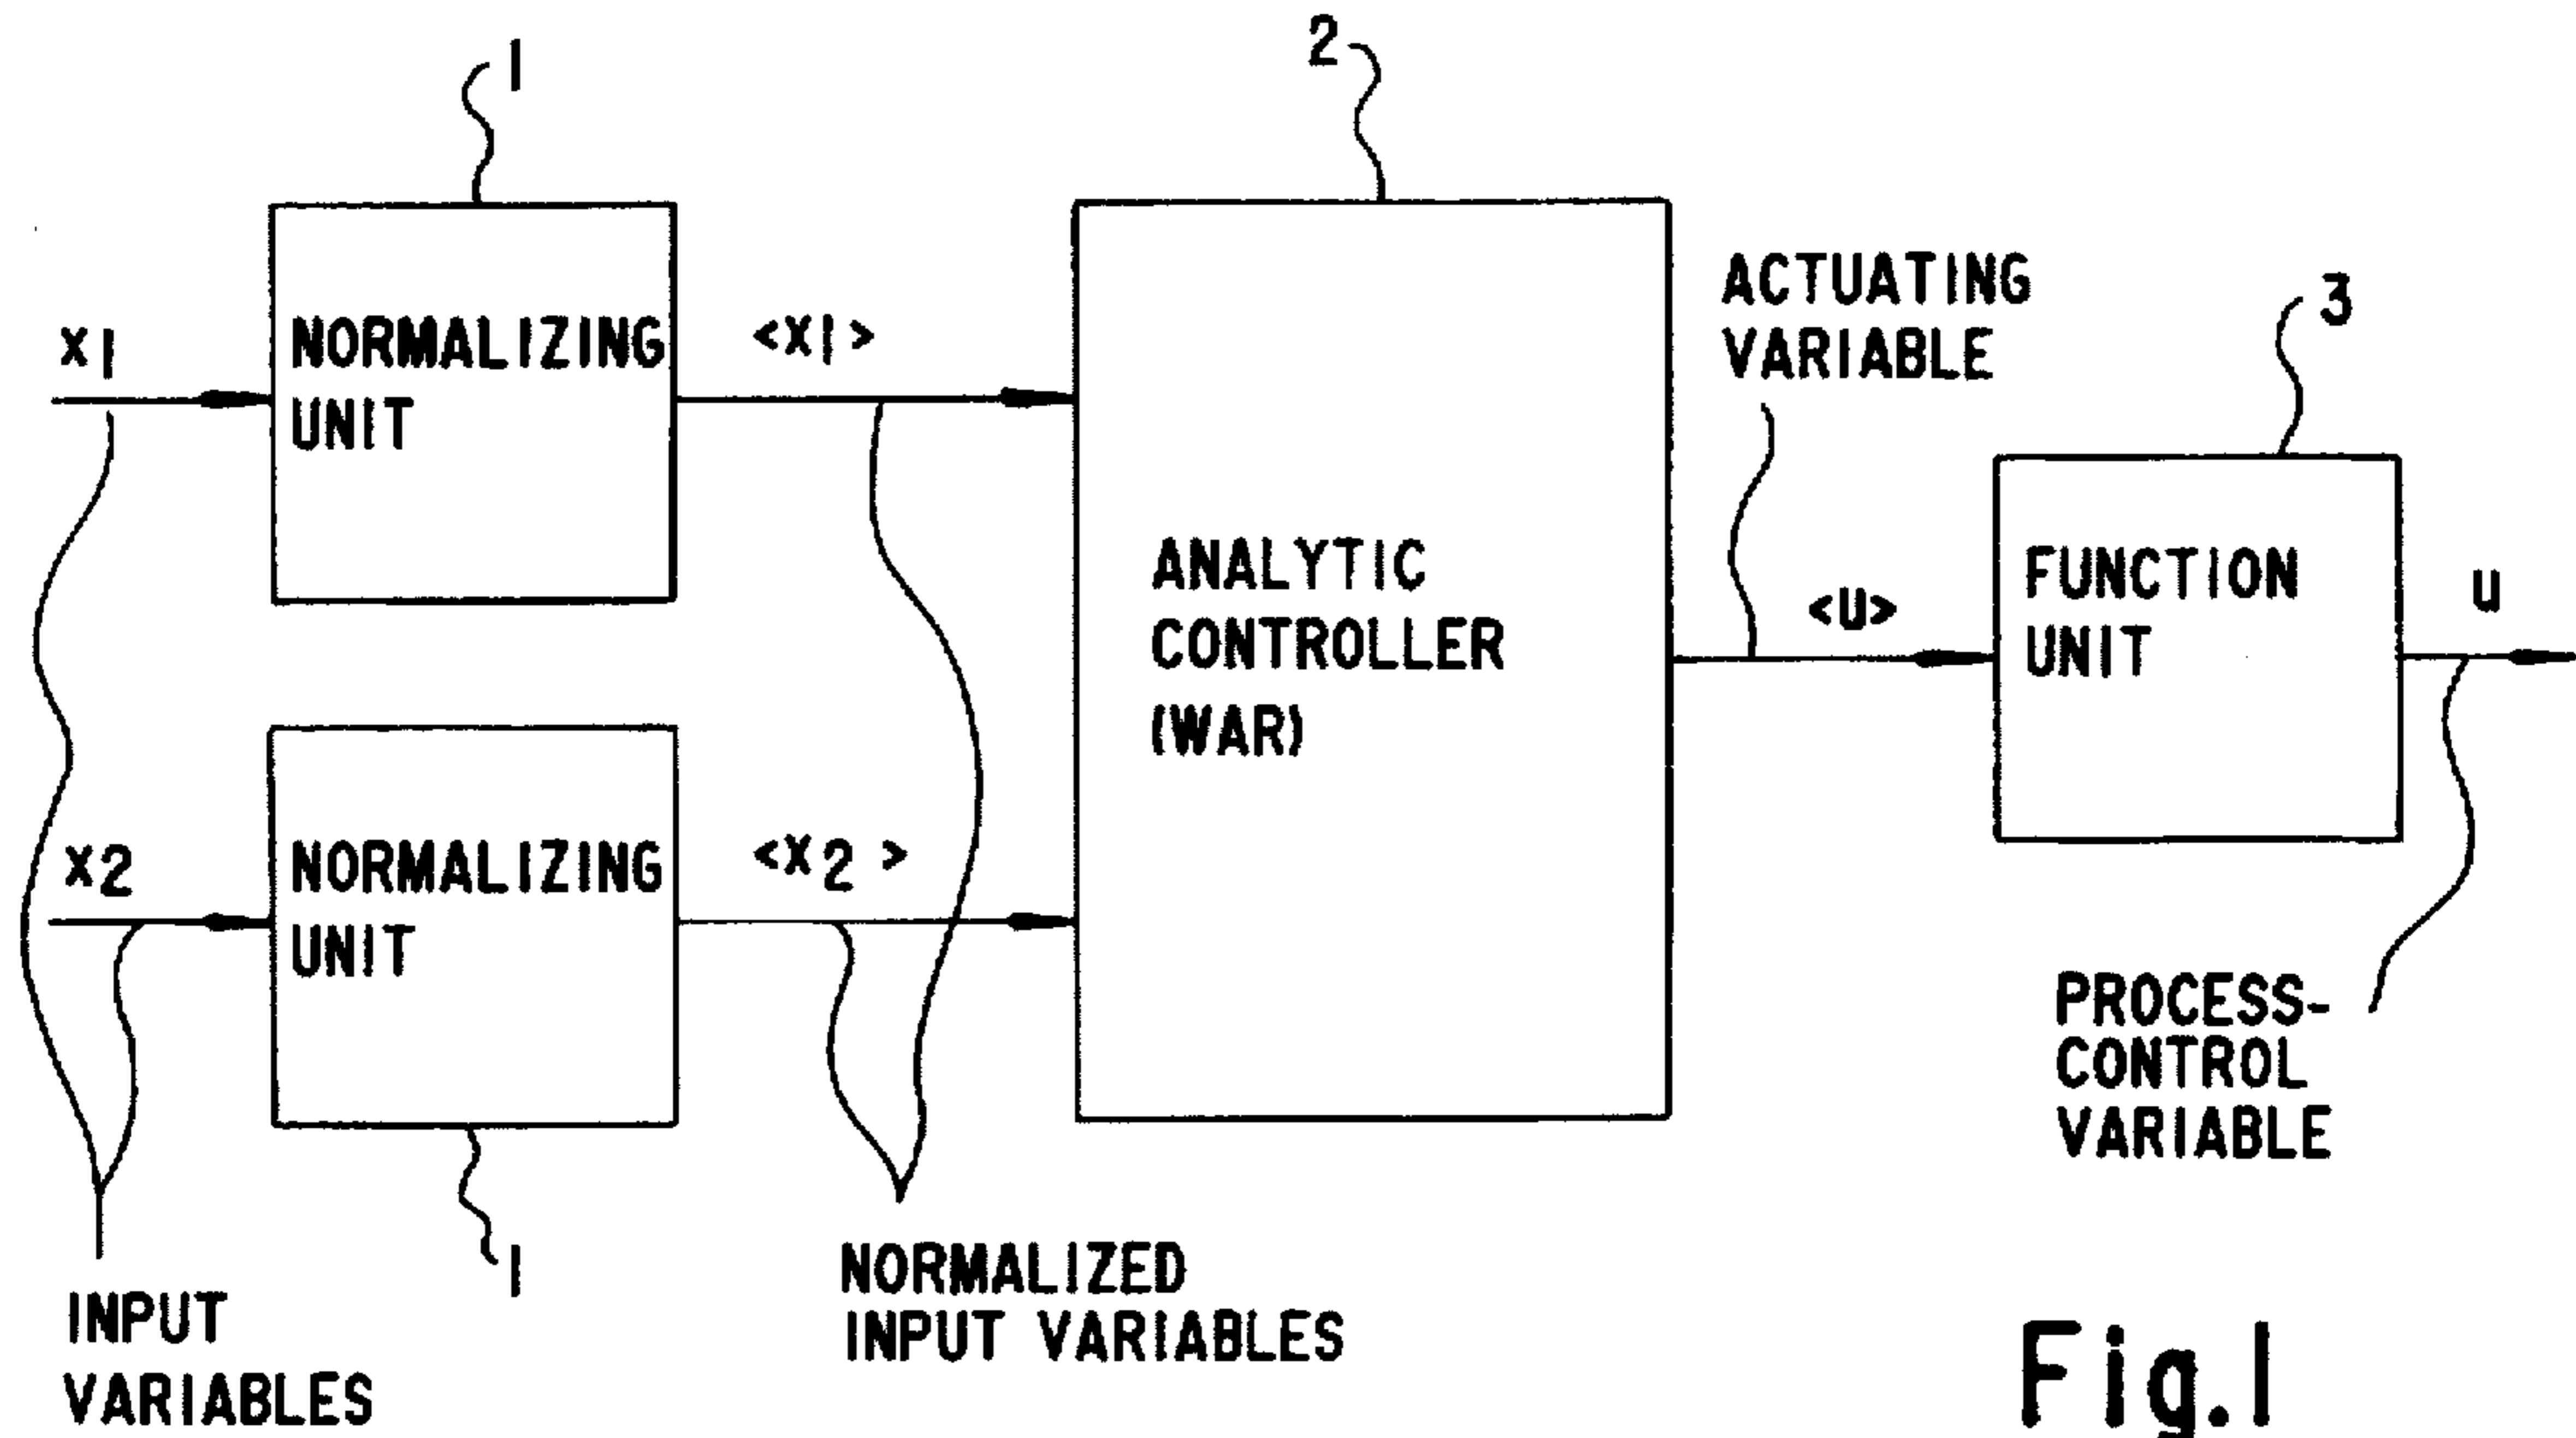 1
2
ACTUATING
VARIABLE
3
x1
NORMALIZING
UNIT
<x1>
ANALYTIC
CONTROLLER
(WAR)
<U>
FUNCTION
UNIT
u
x2
NORMALIZING
UNIT
<x2 >
PROCESS-
CONTROL
VARIABLE
1
INPUT
VARIABLES
NORMALIZED
INPUT VARIABLES
Fig.1